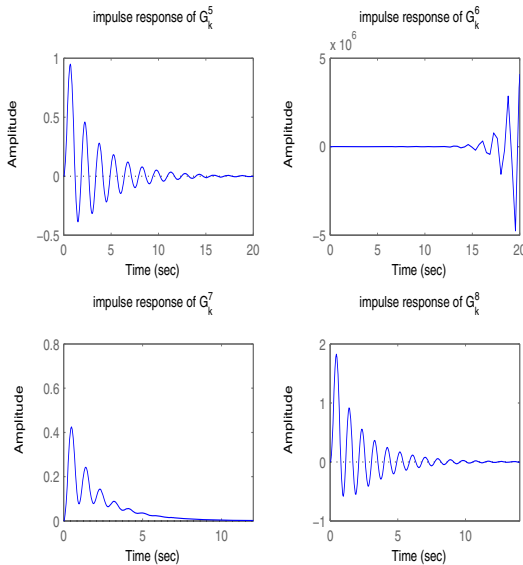 impulse response of G_k^5
1
0.5
0
−0.5
0 5 10 15 20
Amplitude
Time (sec)
impulse response of G_k^6
x 10^6
5
0
−5
0 5 10 15 20
Amplitude
Time (sec)
impulse response of G_k^7
0.8
0.6
0.4
0.2
0
0 5 10
Amplitude
Time (sec)
impulse response of G_k^8
2
1
0
−1
0 5 10
Amplitude
Time (sec)